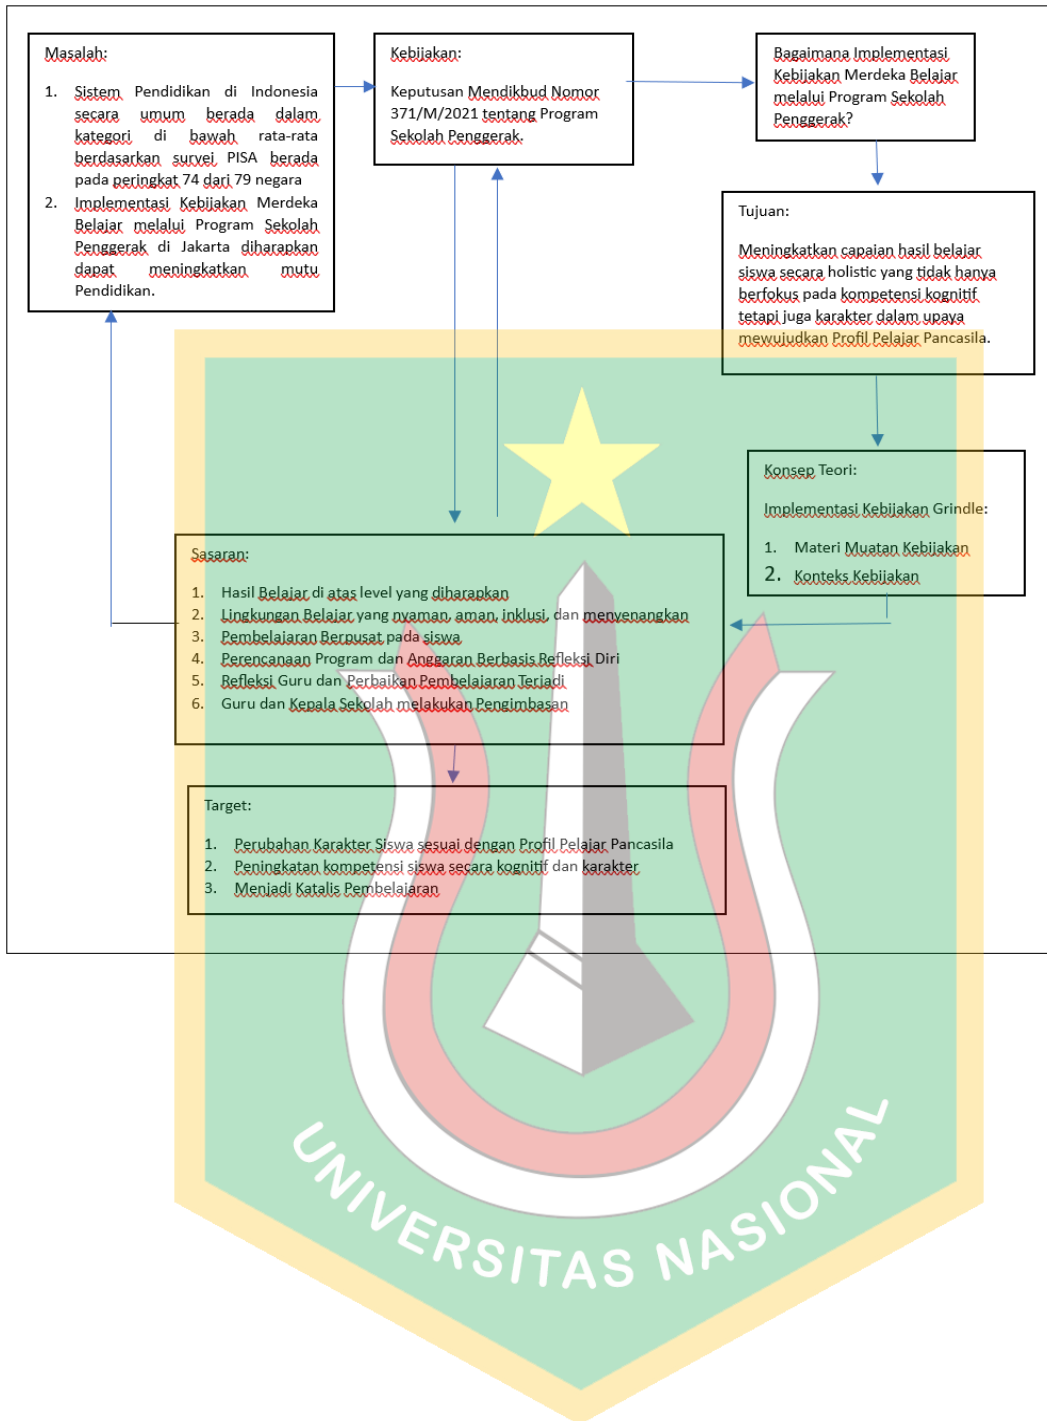 Masalah:
1. Sistem Pendidikan di Indonesia
secara umum berada dalam
kategori di bawah rata-rata
berdasarkan survei PISA berada
pada peringkat 74 dari 79 negara
2. Implementasi Kebijakan Merdeka
Belajar melalui Program Sekolah
Penggerak di Jakarta diharapkan
dapat meningkatkan mutu
Pendidikan.
Kebijakan:
Keputusan Mendikbud Nomor
371/M/2021 tentang Program
Sekolah Penggerak.
Bagaimana Implementasi
Kebijakan Merdeka Belajar
melalui Program Sekolah
Penggerak?
Tujuan:
Meningkatkan capaian hasil belajar
siswa secara holistic yang tidak hanya
berfokus pada kompetensi kognitif
tetapi juga karakter dalam upaya
mewujudkan Profil Pelajar Pancasila.
Konsep Teori:
Implementasi Kebijakan Grindle:
1. Materi Muatan Kebijakan
2. Konteks Kebijakan
Sasaran:
1. Hasil Belajar di atas level yang diharapkan
2. Lingkungan Belajar yang nyaman, aman, inklusi, dan menyenangkan
3. Pembelajaran Berpusat pada siswa
4. Perencanaan Program dan Anggaran Berbasis Refleksi Diri
5. Refleksi Guru dan Perbaikan Pembelajaran Terjadi
6. Guru dan Kepala Sekolah melakukan Pengimbasan
Target:
1. Perubahan Karakter Siswa sesuai dengan Profil Pelajar Pancasila
2. Peningkatan kompetensi siswa secara kognitif dan karakter
3. Menjadi Katalis Pembelajaran
UNIVERSITAS NASIONAL